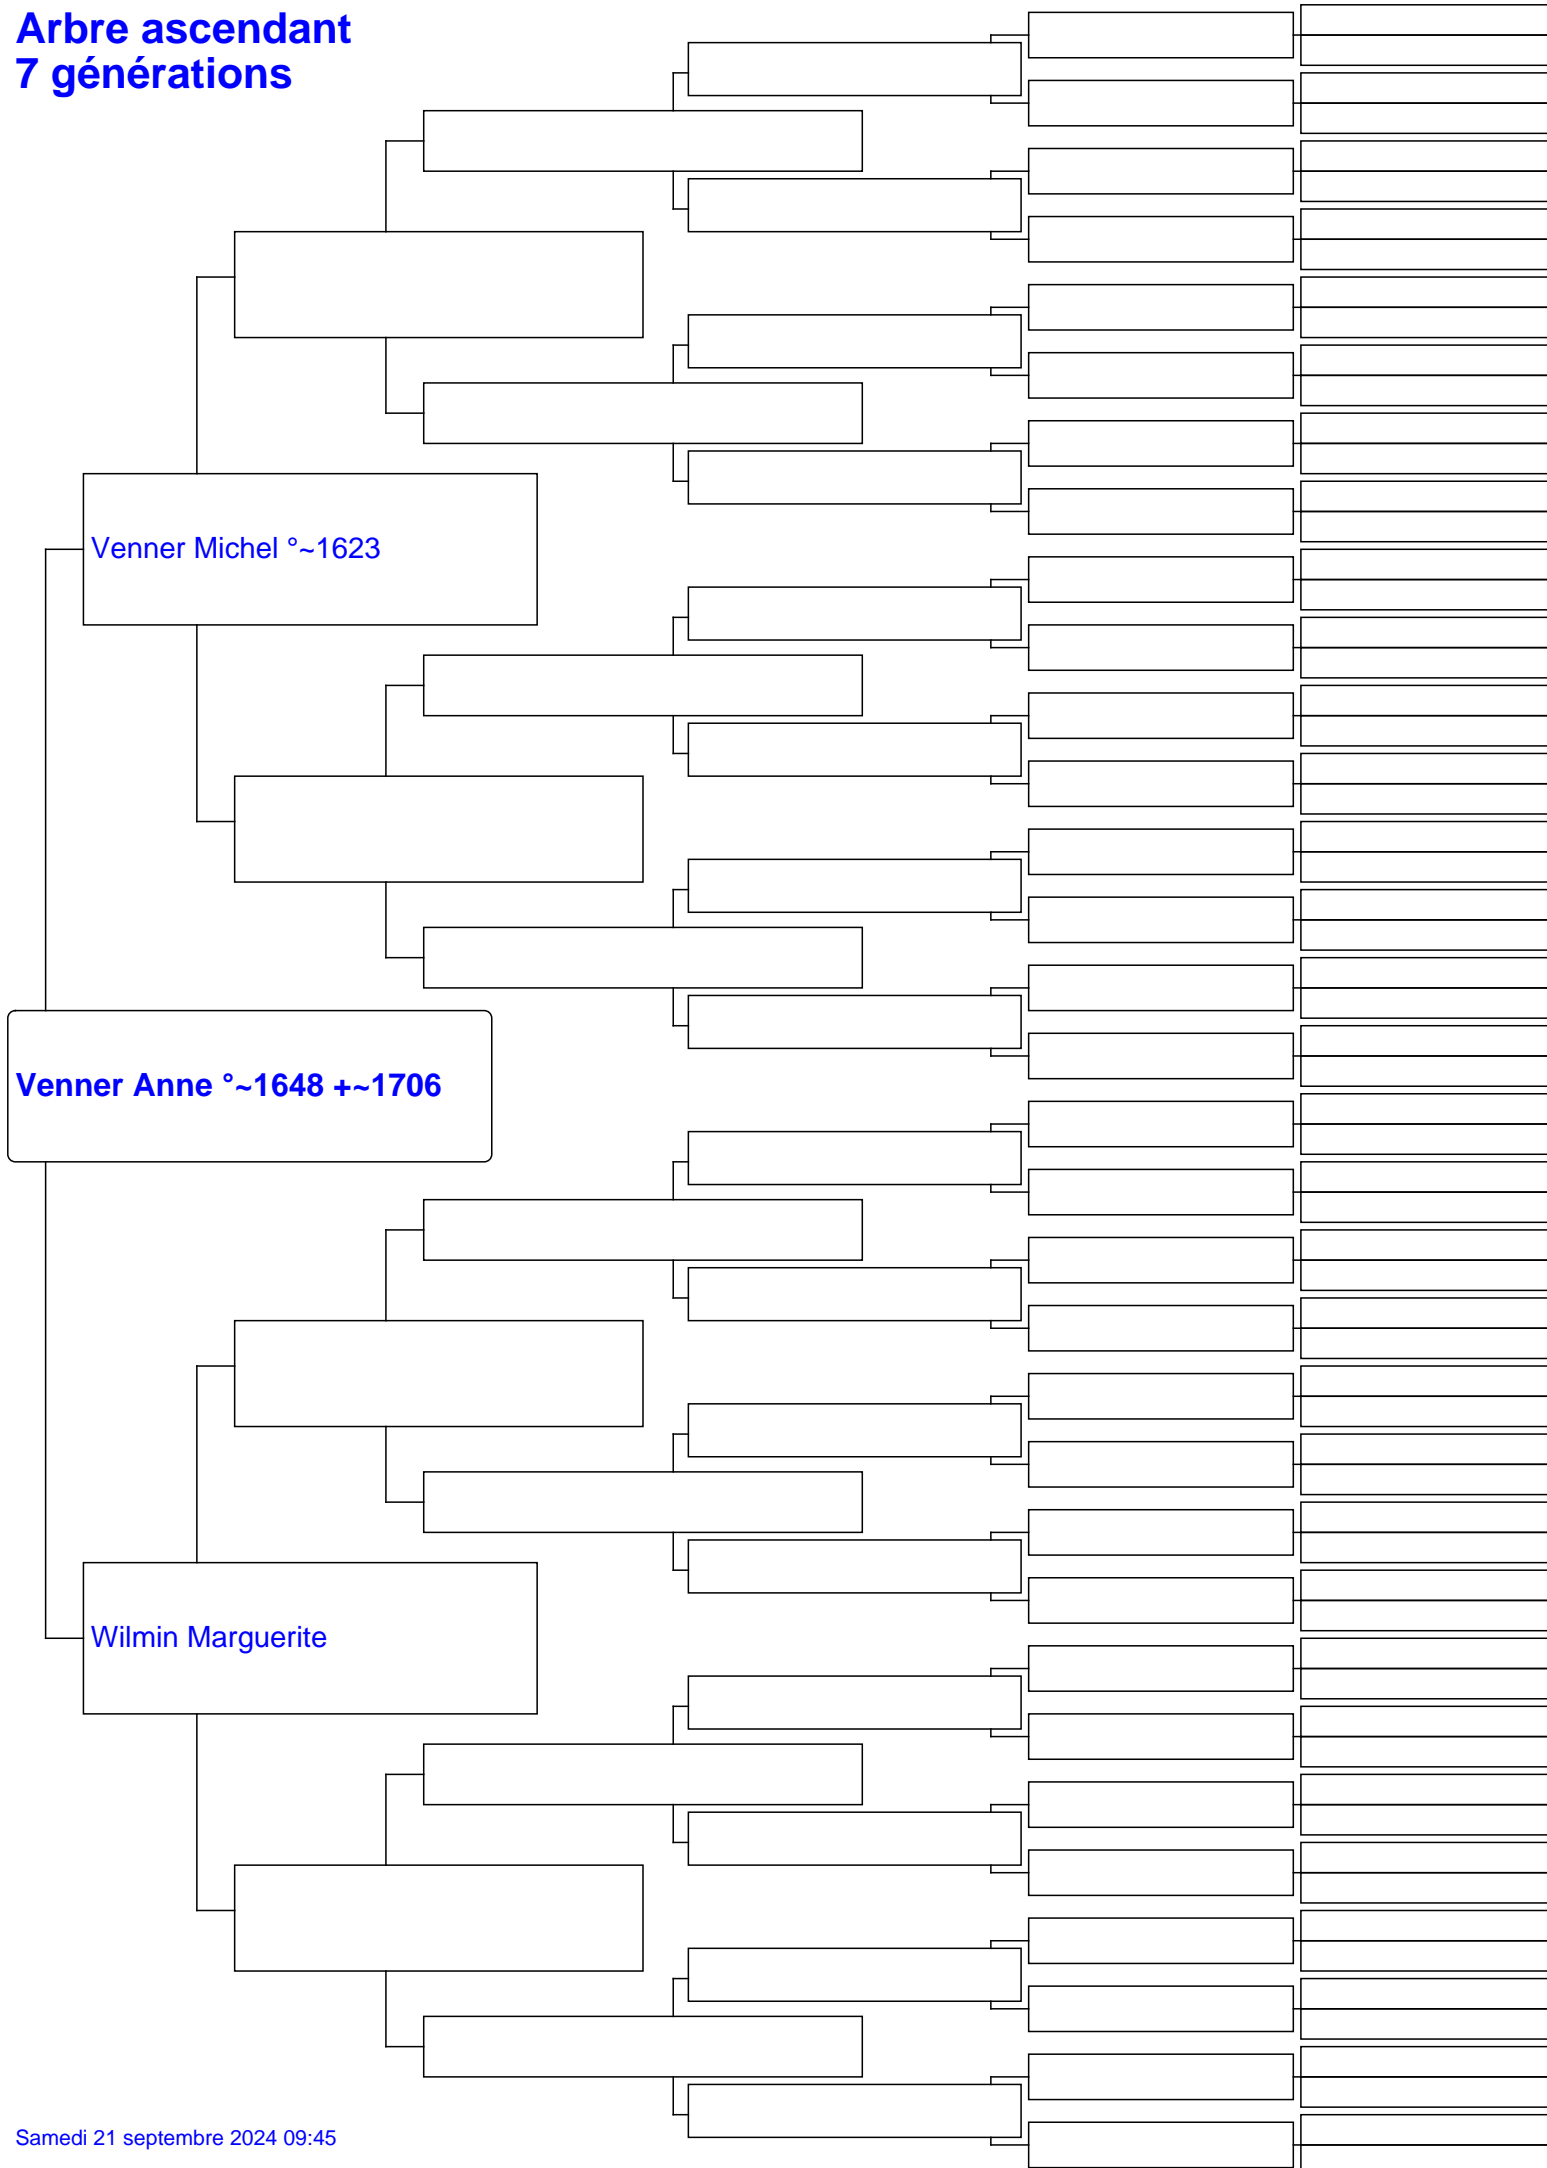 Arbre ascendant
7 générations
Venner Michel °~1623
Venner Anne °~1648 +~1706
Wilmin Marguerite
Samedi 21 septembre 2024 09:45